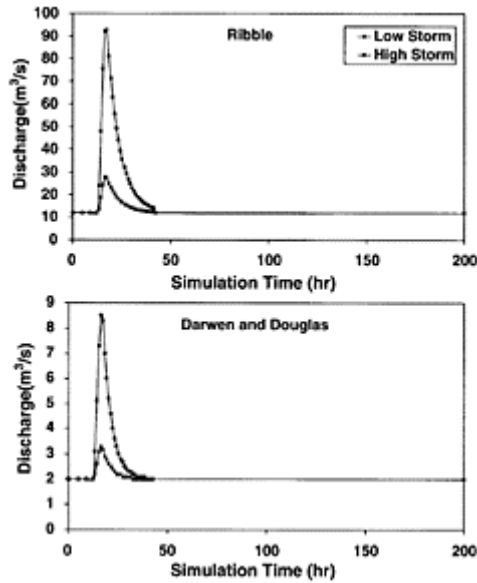 100
90
80
70
60
50
40
30
20
10
0
Discharge(m³/s)
Ribble
Low Storm
High Storm
0 50 100 150 200
Simulation Time (hr)
9
8
7
6
5
4
3
2
1
0
Discharge(m³/s)
Darwen and Douglas
0 50 100 150 200
Simulation Time (hr)